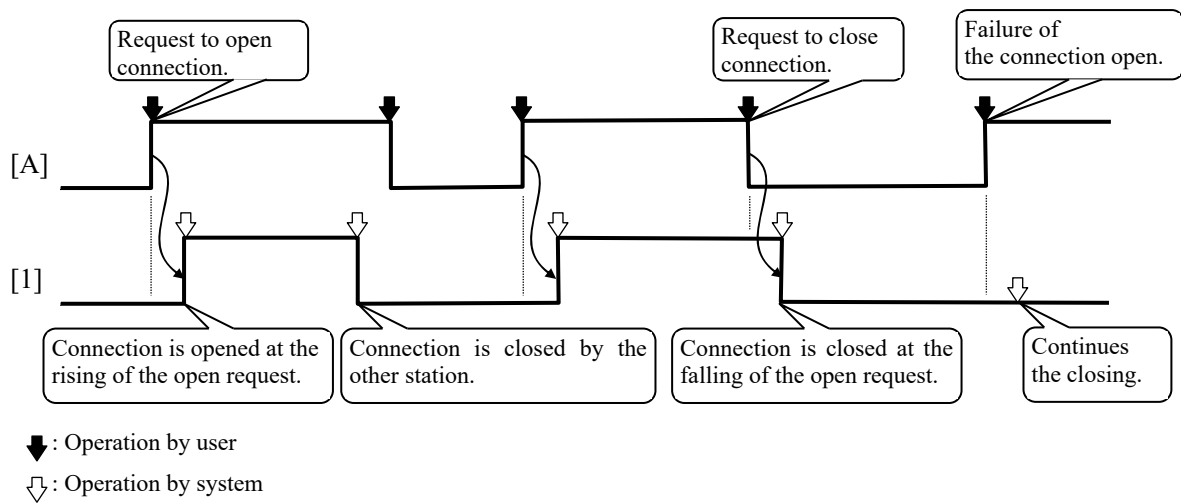 Request to open
connection.
Request to close
connection.
Failure of
the connection open.
[A]
[1]
Connection is opened at the
rising of the open request.
Connection is closed by the
other station.
Connection is closed at the
falling of the open request.
Continues
the closing.
: Operation by user
: Operation by system